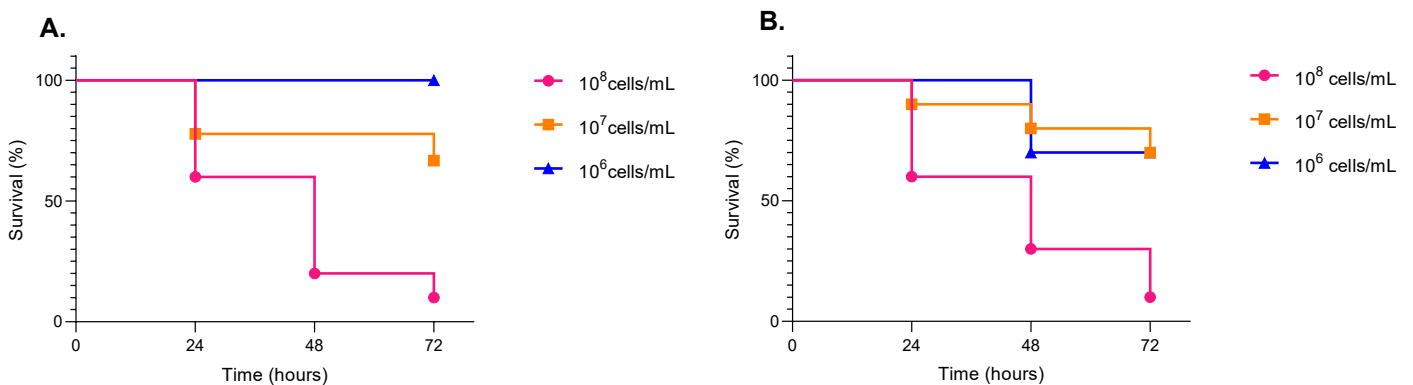 A.
100
50
0
Survival (%)
0 24 48 72
Time (hours)
10⁸cells/mL
10⁷cells/mL
10⁶cells/mL
B.
100
50
0
Survival (%)
0 24 48 72
Time (hours)
10⁸ cells/mL
10⁷ cells/mL
10⁶ cells/mL